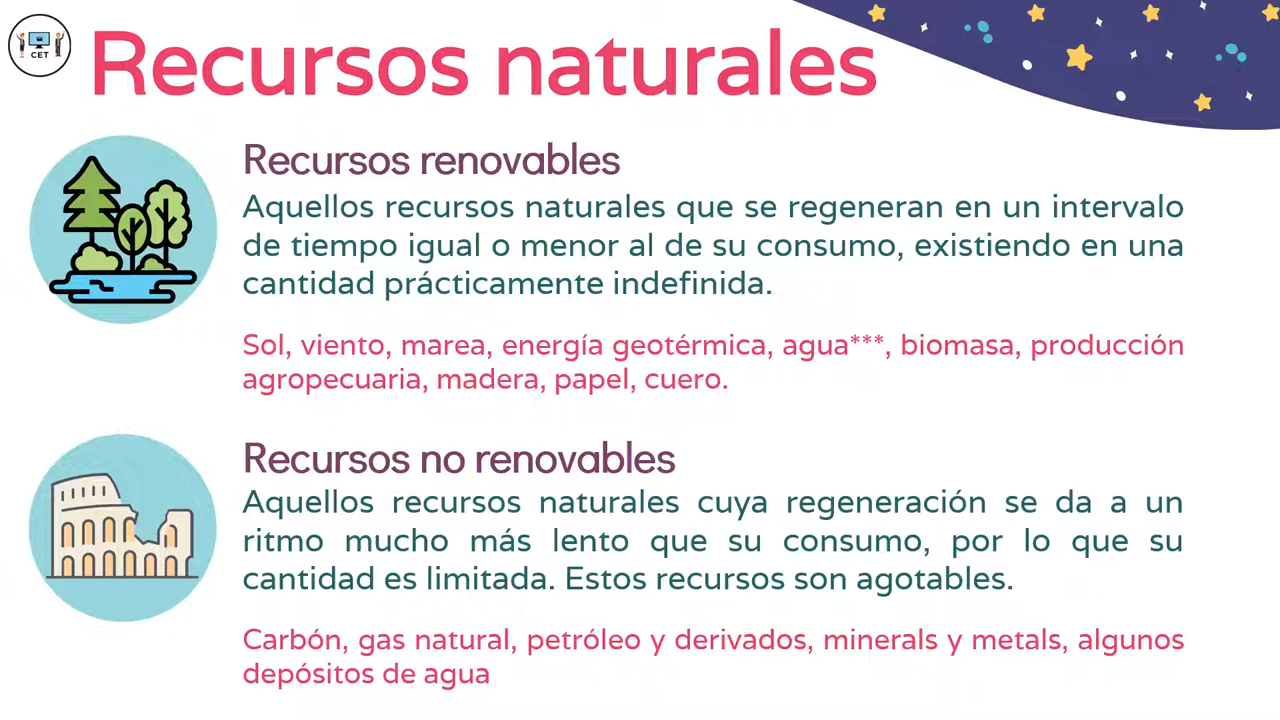 CET
Recursos naturales
Recursos renovables
Aquellos recursos naturales que se regeneran en un intervalo
de tiempo igual o menor al de su consumo, existiendo en una
cantidad prácticamente indefinida.
Sol, viento, marea, energía geotérmica, agua***, biomasa, producción
agropecuaria, madera, papel, cuero.
Recursos no renovables
Aquellos recursos naturales cuya regeneración se da a un
ritmo mucho más lento que su consumo, por lo que su
cantidad es limitada. Estos recursos son agotables.
Carbón, gas natural, petróleo y derivados, minerals y metals, algunos
depósitos de agua